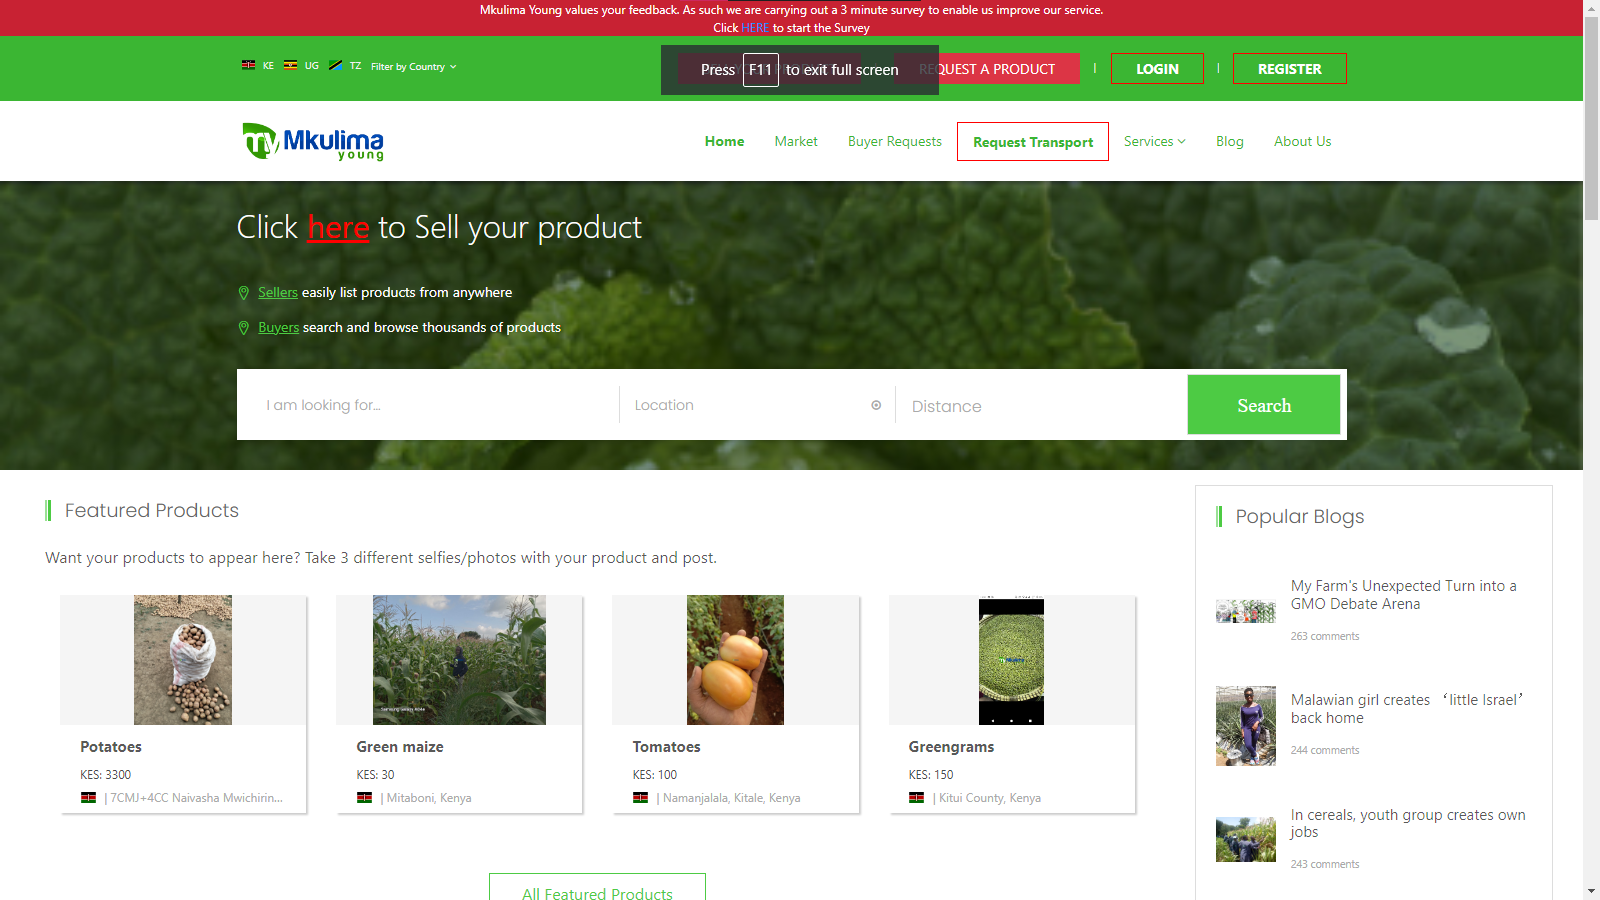 Mkulima Young values your feedback. As such we are carrying out a 3 minute survey to enable us improve our service.
Click HERE to start the Survey
KE UG TZ Filter by Country
Press F11 to exit full screen
REQUEST A PRODUCT
LOGIN
REGISTER
my Mkulima
young
Home Market Buyer Requests Request Transport Services Blog About Us
Click here to Sell your product
Sellers easily list products from anywhere
Buyers search and browse thousands of products
I am looking for... Location Distance Search
Featured Products
Want your products to appear here? Take 3 different selfies/photos with your product and post.
Potatoes
KES: 3300
| 7CMJ+4CC Naivasha Mwichirin...
Green maize
KES: 30
| Mitaboni, Kenya
Tomatoes
KES: 100
| Namanjalala, Kitale, Kenya
Greengrams
KES: 150
| Kitui County, Kenya
All Featured Products
Popular Blogs
My Farm's Unexpected Turn into a
GMO Debate Arena
263 comments
Malawian girl creates ‘little Israel’
back home
244 comments
In cereals, youth group creates own
jobs
243 comments